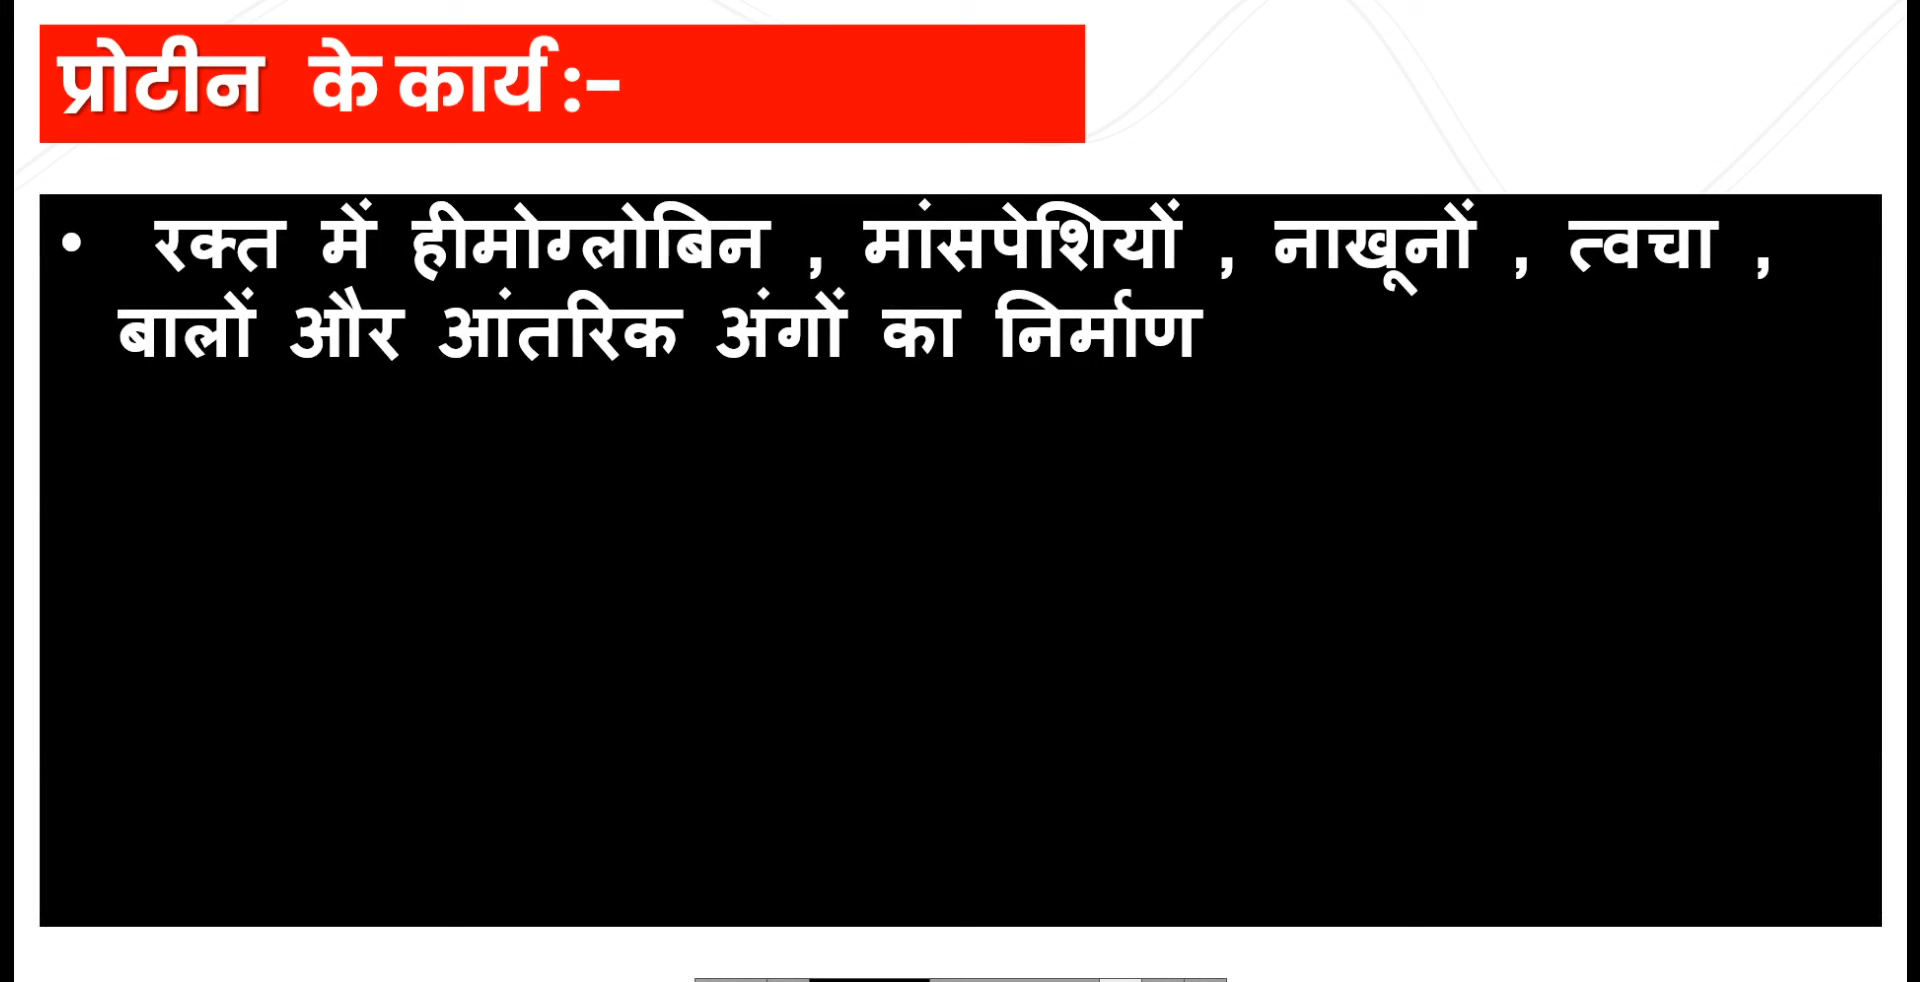 प्रोटीन के कार्य :-
• रक्त में हीमोग्लोबिन , मांसपेशियों , नाखूनों , त्वचा ,
बालों और आंतरिक अंगों का निर्माण